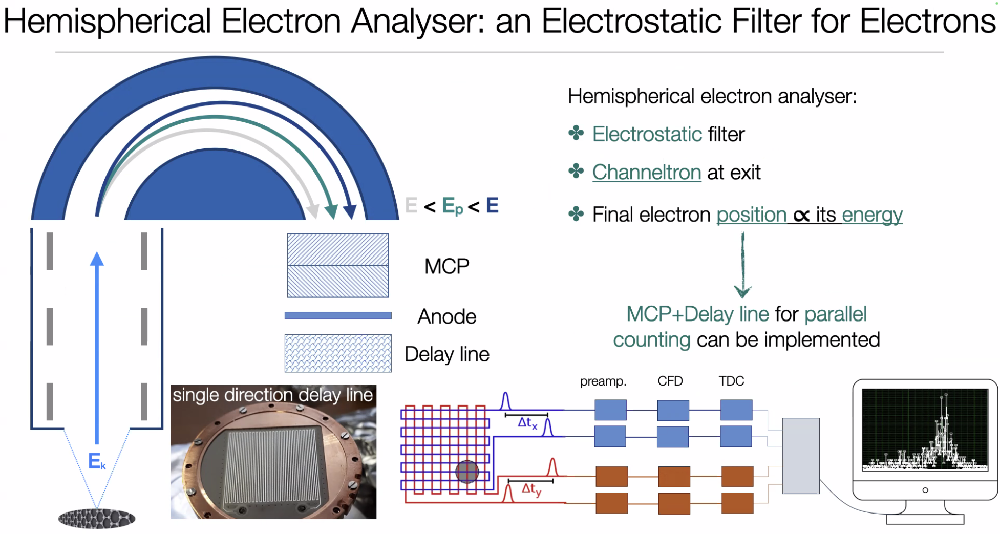 Hemispherical Electron Analyser: an Electrostatic Filter for Electrons
E < Ep < E
MCP
Anode
Delay line
Ek
single direction delay line
Hemispherical electron analyser:
✤ Electrostatic filter
✤ Channeltron at exit
✤ Final electron position ∝ its energy
MCP+Delay line for parallel
counting can be implemented
preamp. CFD TDC
Δtx
Δty